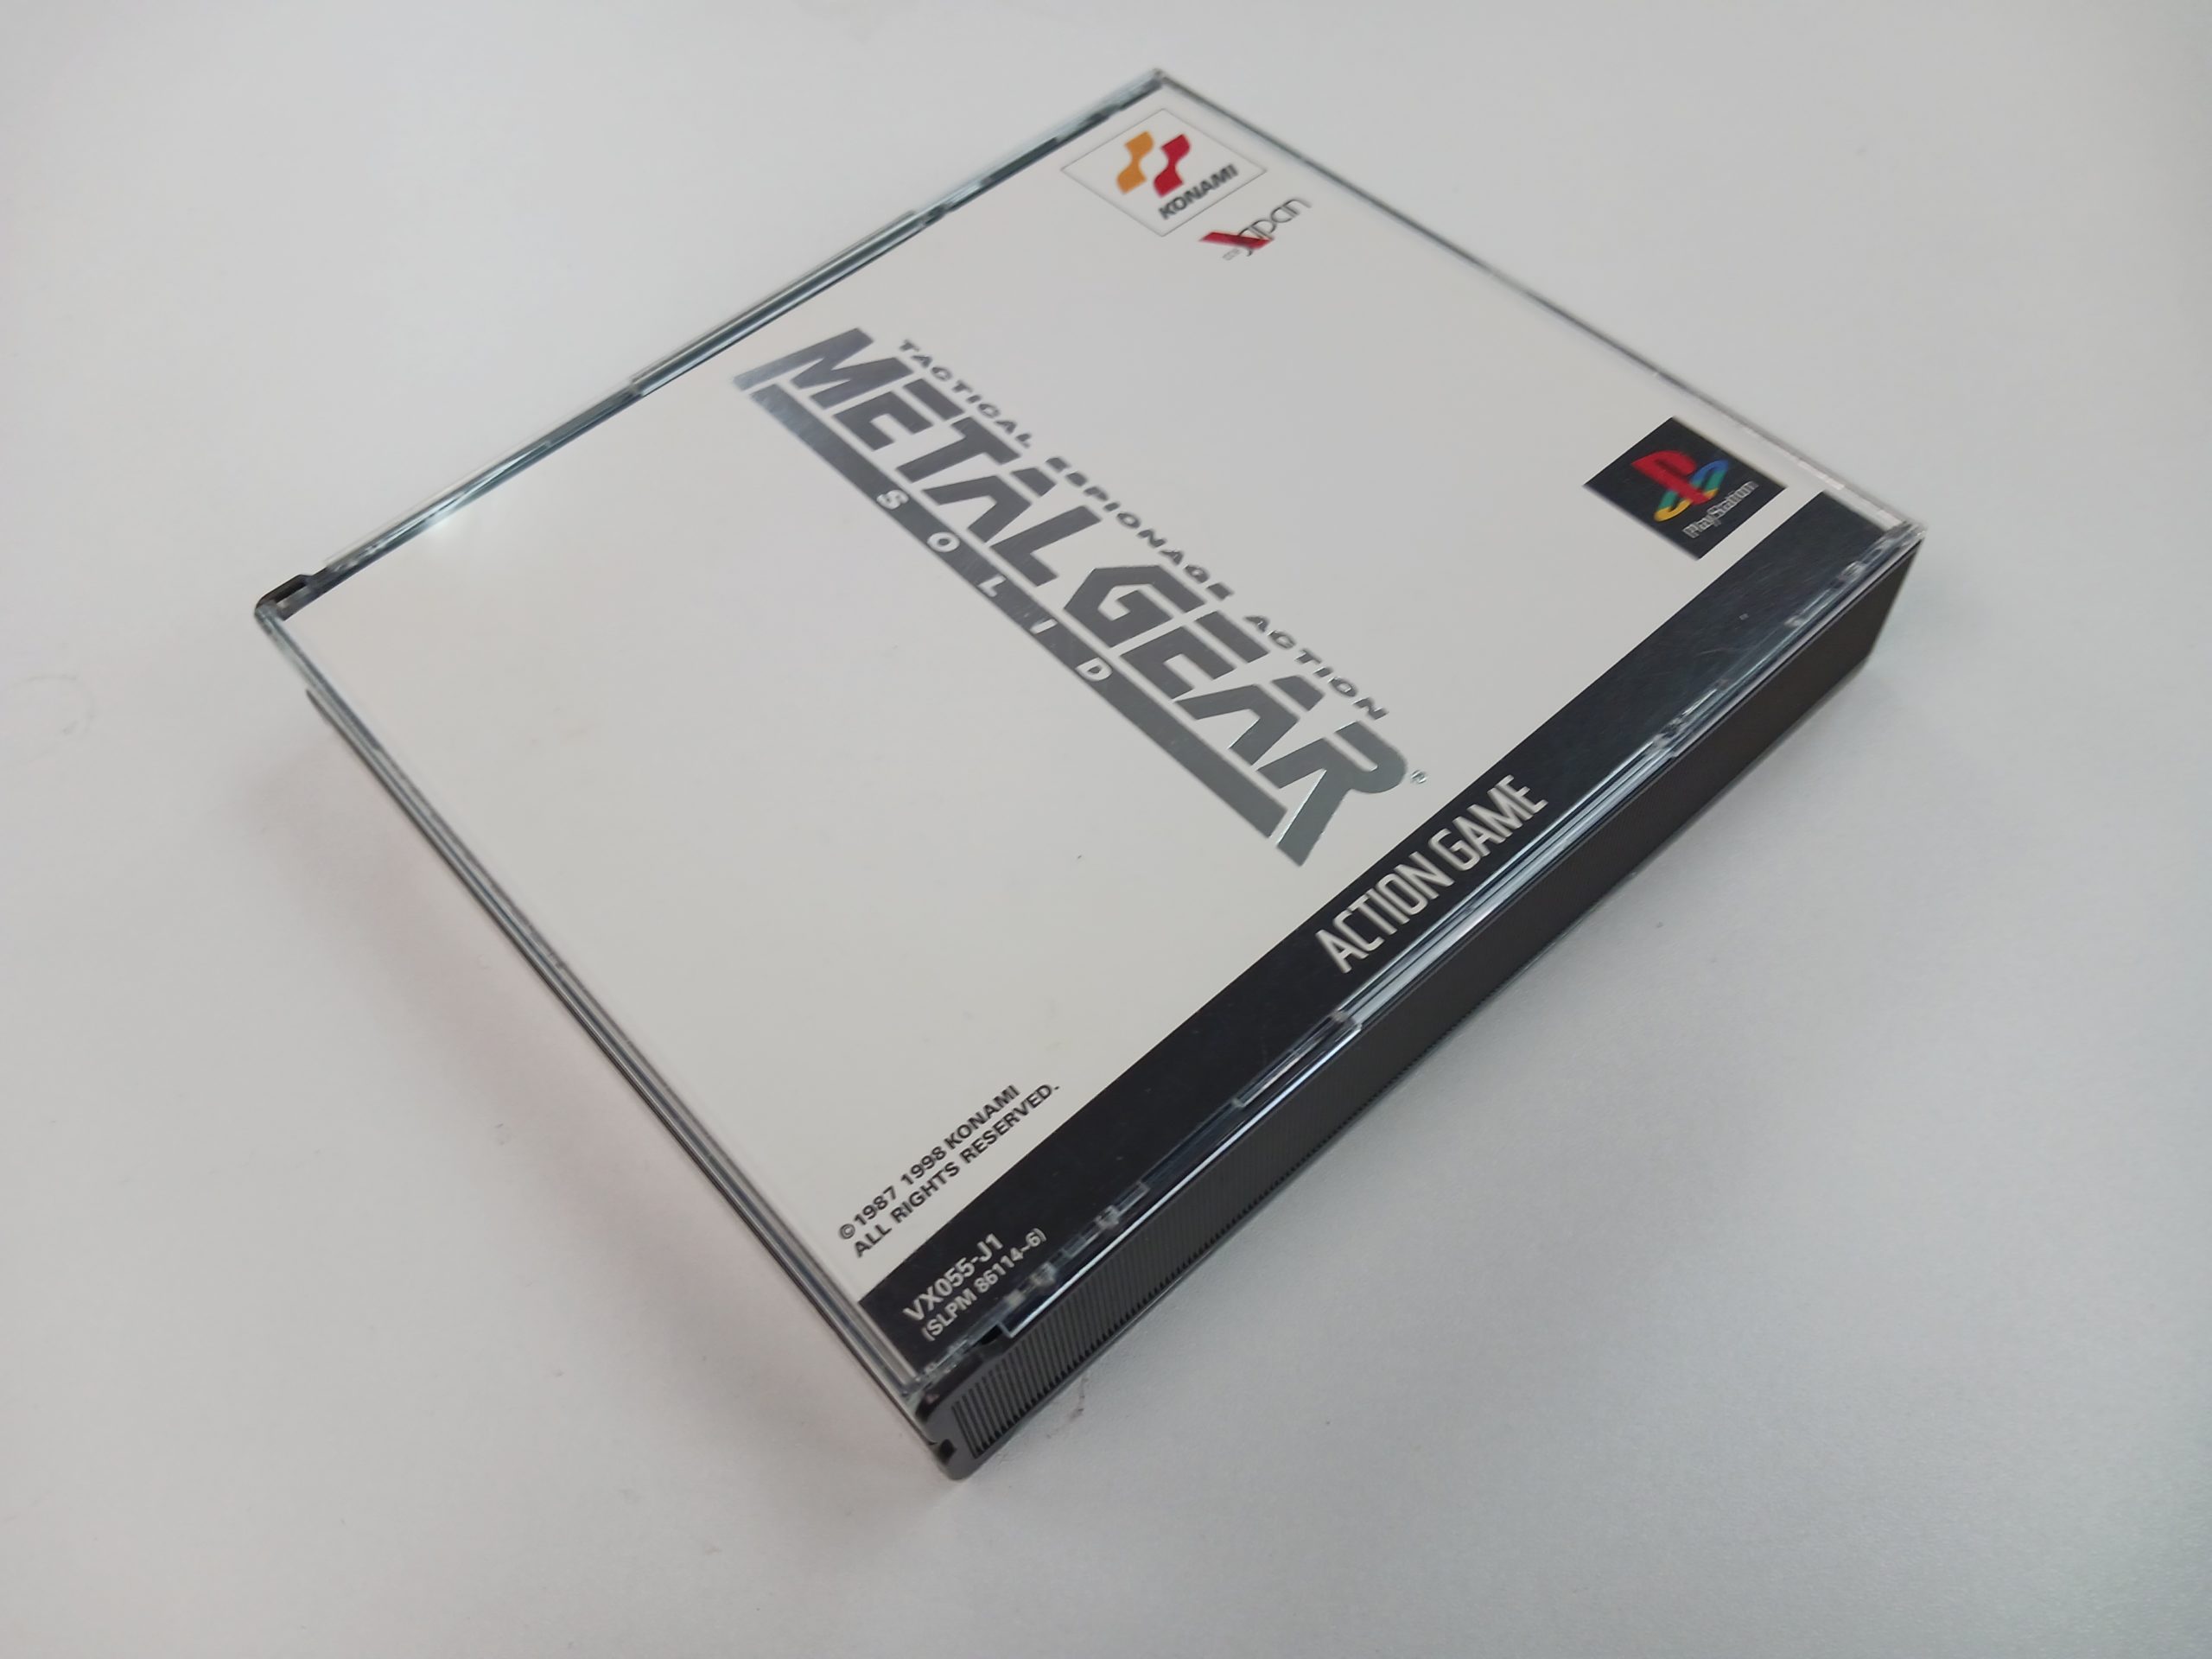 KONAMI
Japan
PlayStation
TACTICAL ESPIONAGE ACTION
METAL GEAR
SOLID
®
ACTION GAME
©1987 1998 KONAMI
ALL RIGHTS RESERVED.
VX055-J1
(SLPM 86114~6)